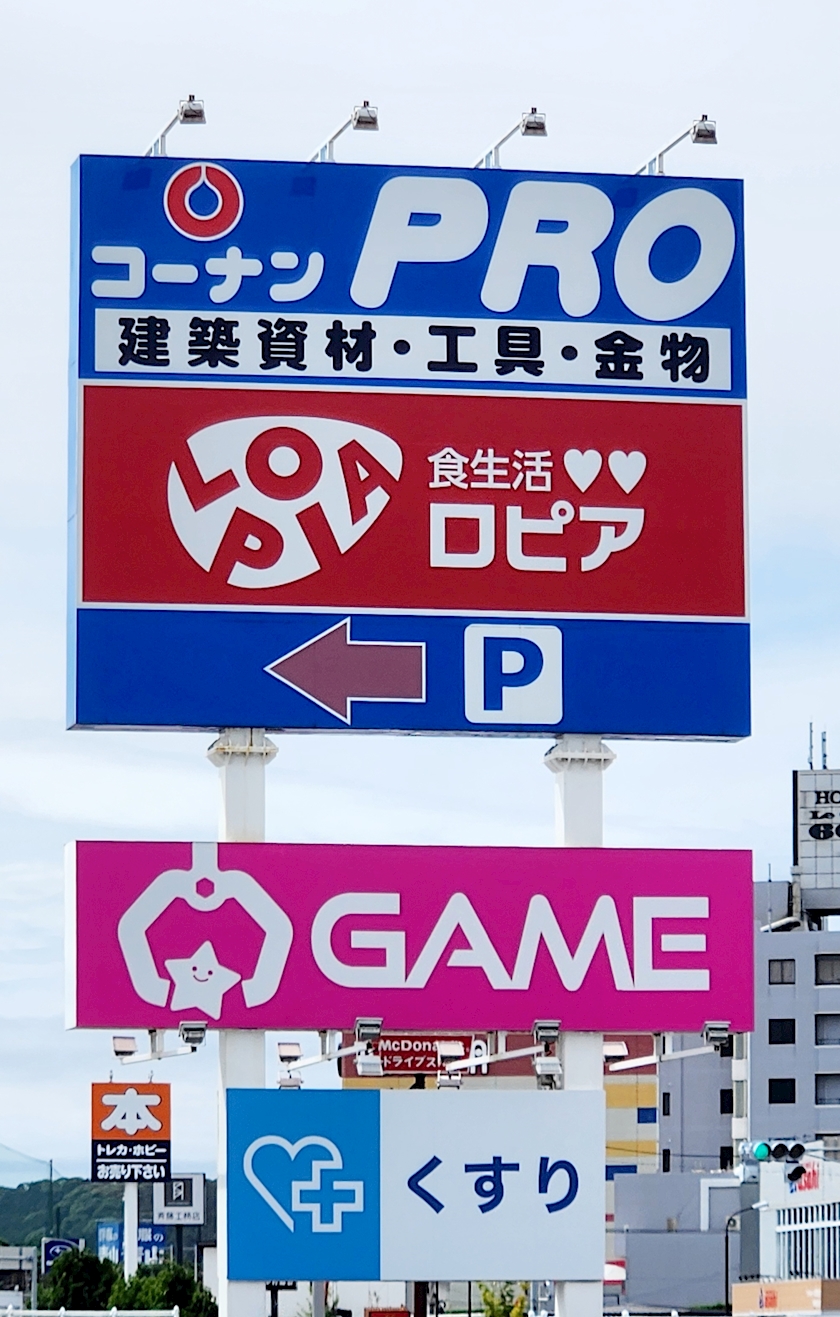 コーナン PRO
建築資材・工具・金物
LOPIA
食生活♥♥
ロピア
P
GAME
McDonald's
ドライブス
くすり
本
トレカ・ホビー
お売り下さい
HO